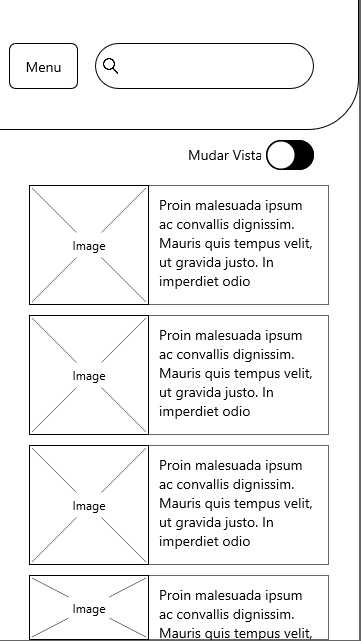 Menu
Mudar Vista
Image
Proin malesuada ipsum
ac convallis dignissim.
Mauris quis tempus velit,
ut gravida justo. In
imperdiet odio
Image
Proin malesuada ipsum
ac convallis dignissim.
Mauris quis tempus velit,
ut gravida justo. In
imperdiet odio
Image
Proin malesuada ipsum
ac convallis dignissim.
Mauris quis tempus velit,
ut gravida justo. In
imperdiet odio
Image
Proin malesuada ipsum
ac convallis dignissim.
Mauris quis tempus velit,